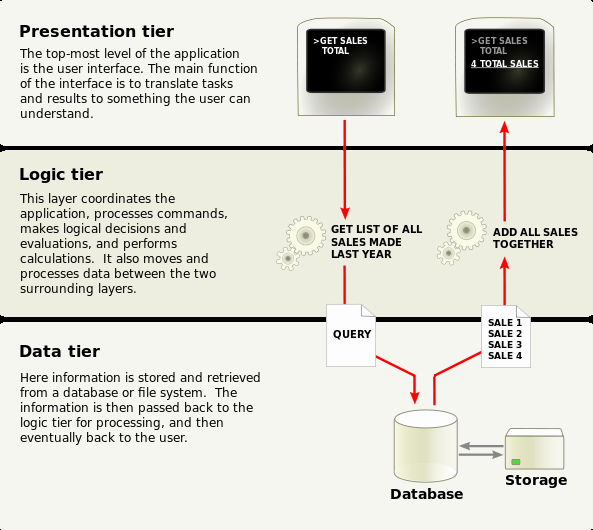 Presentation tier
The top-most level of the application
is the user interface. The main function
of the interface is to translate tasks
and results to something the user can
understand.
>GET SALES
TOTAL
>GET SALES
TOTAL
4 TOTAL SALES
Logic tier
This layer coordinates the
application, processes commands,
makes logical decisions and
evaluations, and performs
calculations. It also moves and
processes data between the two
surrounding layers.
GET LIST OF ALL
SALES MADE
LAST YEAR
ADD ALL SALES
TOGETHER
Data tier
Here information is stored and retrieved
from a database or file system. The
information is then passed back to the
logic tier for processing, and then
eventually back to the user.
QUERY
SALE 1
SALE 2
SALE 3
SALE 4
Database
Storage